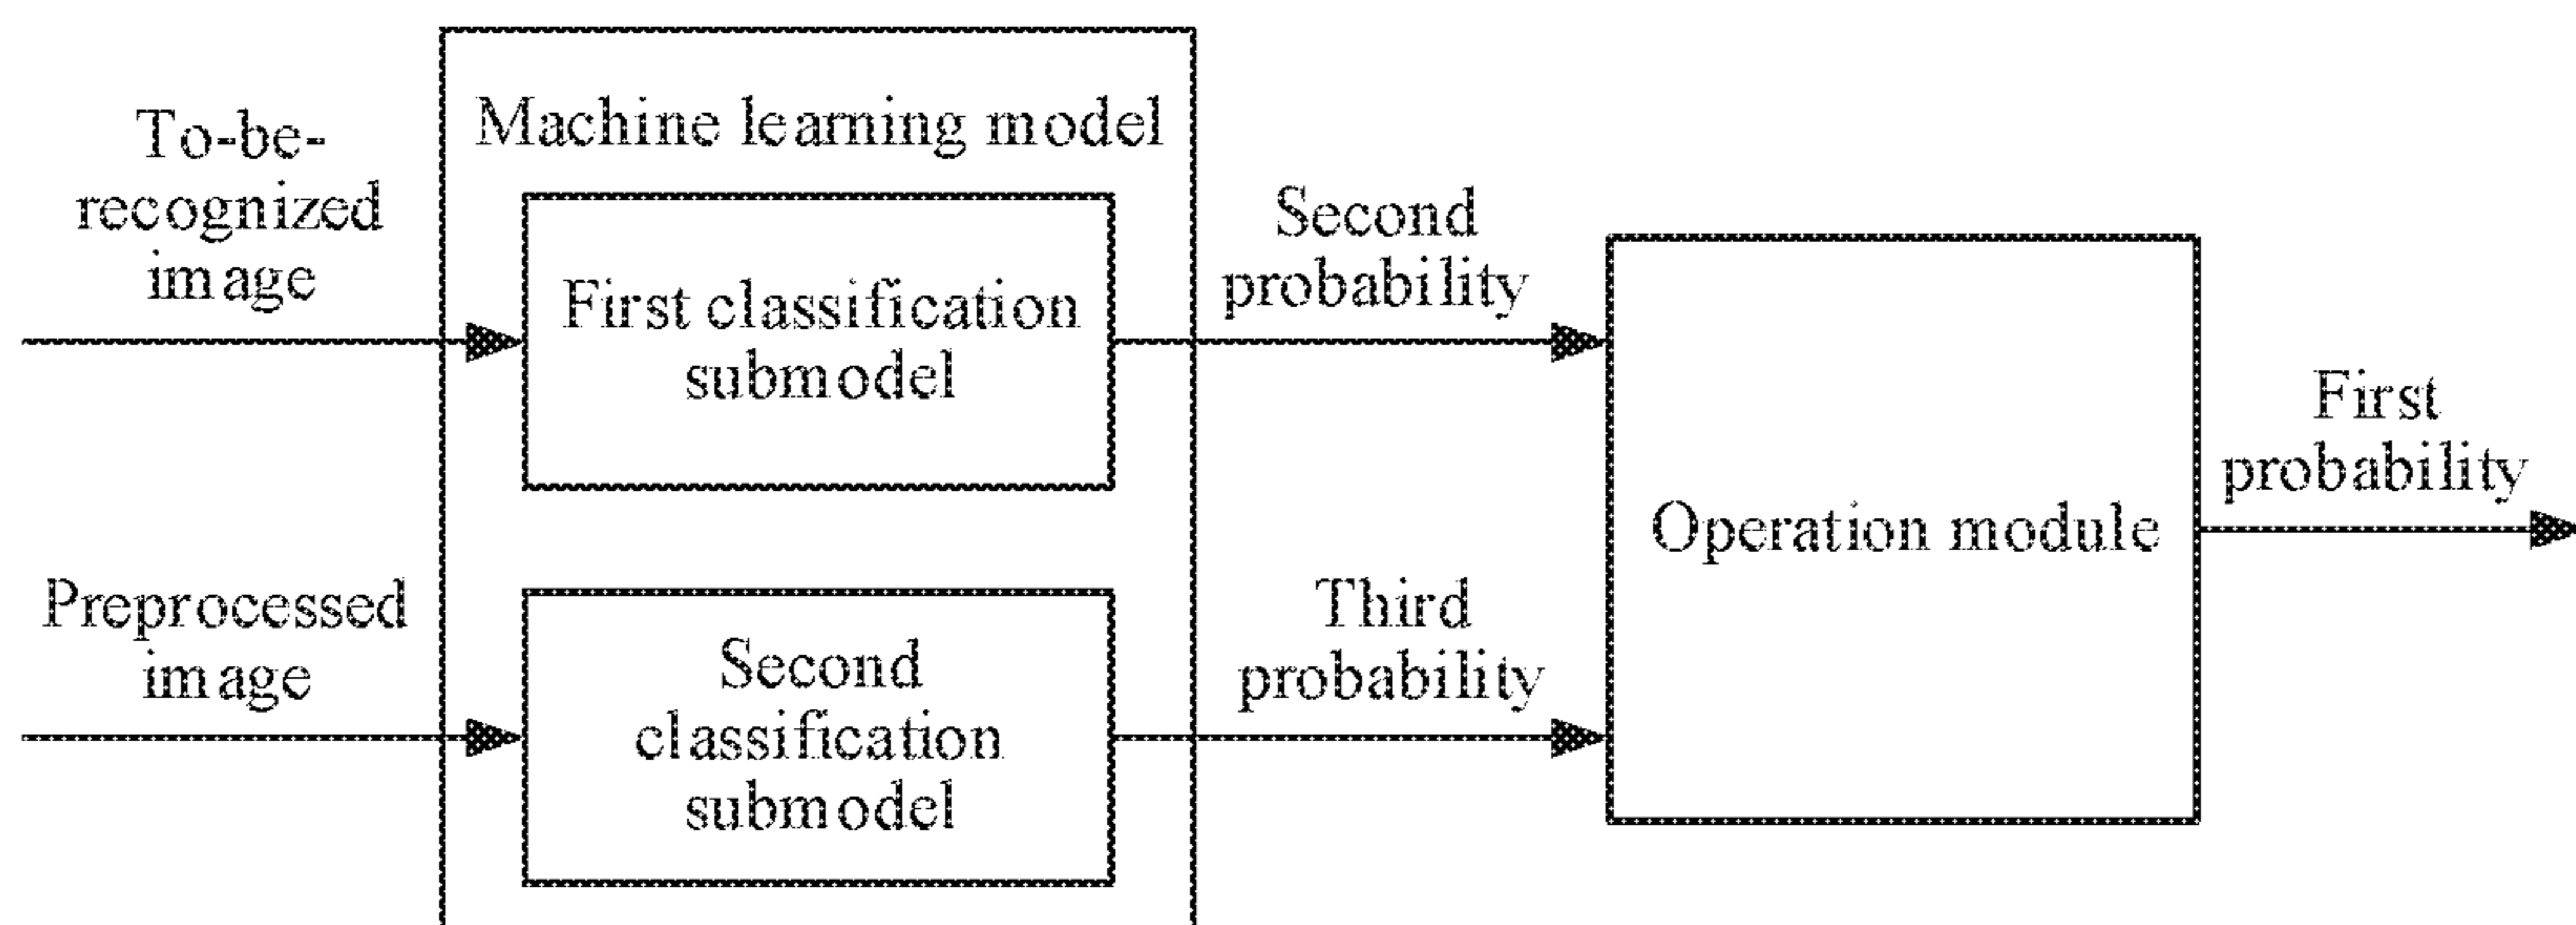 Machine learning model
To-be-
recognized
image
First classification
submodel
Second
probability
Preprocessed
image
Second
classification
submodel
Third
probability
Operation module
First
probability